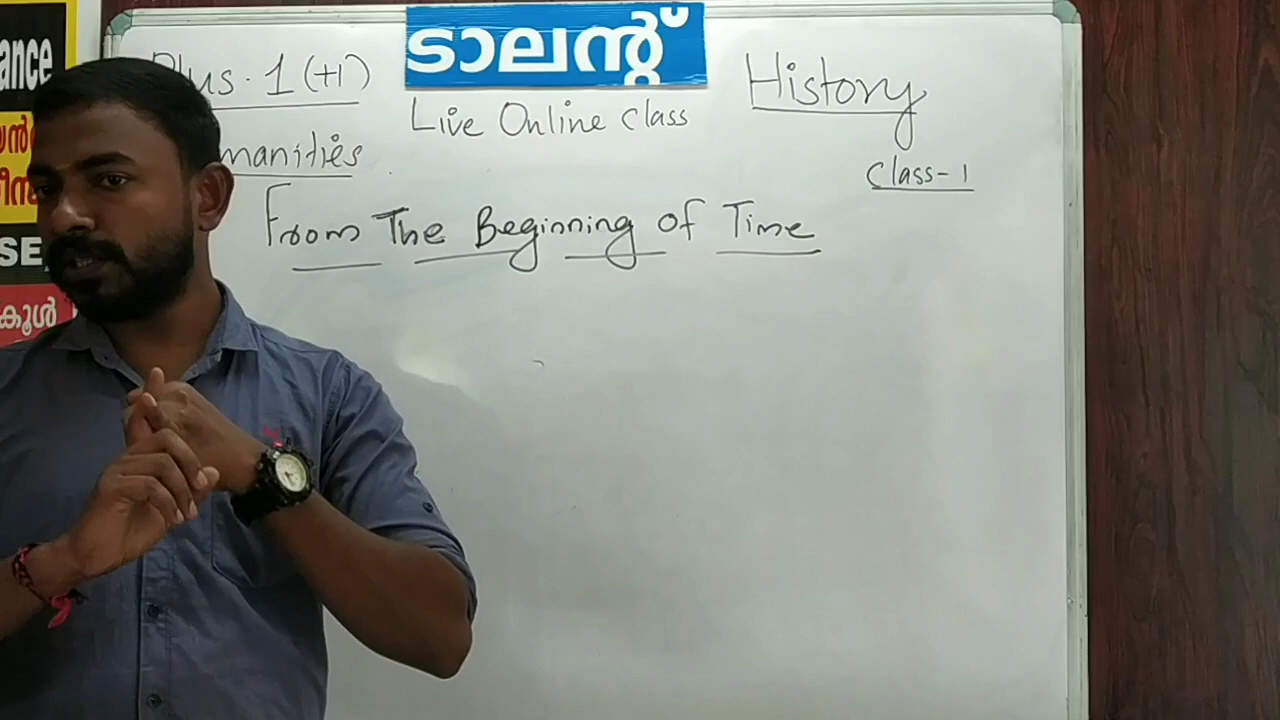 ance
SE
കൂൾ
ടാലന്റ്
Plus-1 (+1)
Live Online Class
History
manities
Class-1
From The Beginning of Time